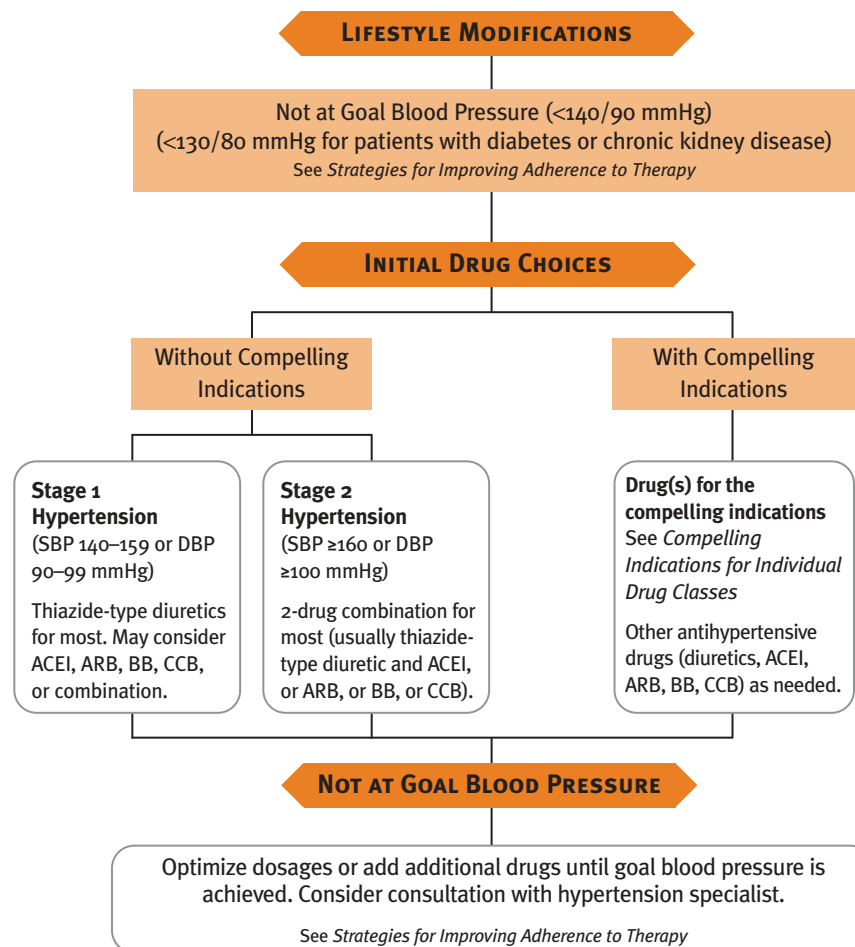 LIFESTYLE MODIFICATIONS
Not at Goal Blood Pressure (<140/90 mmHg)
(<130/80 mmHg for patients with diabetes or chronic kidney disease)
See Strategies for Improving Adherence to Therapy
INITIAL DRUG CHOICES
Without Compelling
Indications
With Compelling
Indications
Stage 1
Hypertension
(SBP 140–159 or DBP
90–99 mmHg)
Thiazide-type diuretics
for most. May consider
ACEI, ARB, BB, CCB,
or combination.
Stage 2
Hypertension
(SBP ≥160 or DBP
≥100 mmHg)
2-drug combination for
most (usually thiazide-
type diuretic and ACEI,
or ARB, or BB, or CCB).
Drug(s) for the
compelling indications
See Compelling
Indications for Individual
Drug Classes
Other antihypertensive
drugs (diuretics, ACEI,
ARB, BB, CCB) as needed.
NOT AT GOAL BLOOD PRESSURE
Optimize dosages or add additional drugs until goal blood pressure is
achieved. Consider consultation with hypertension specialist.
See Strategies for Improving Adherence to Therapy